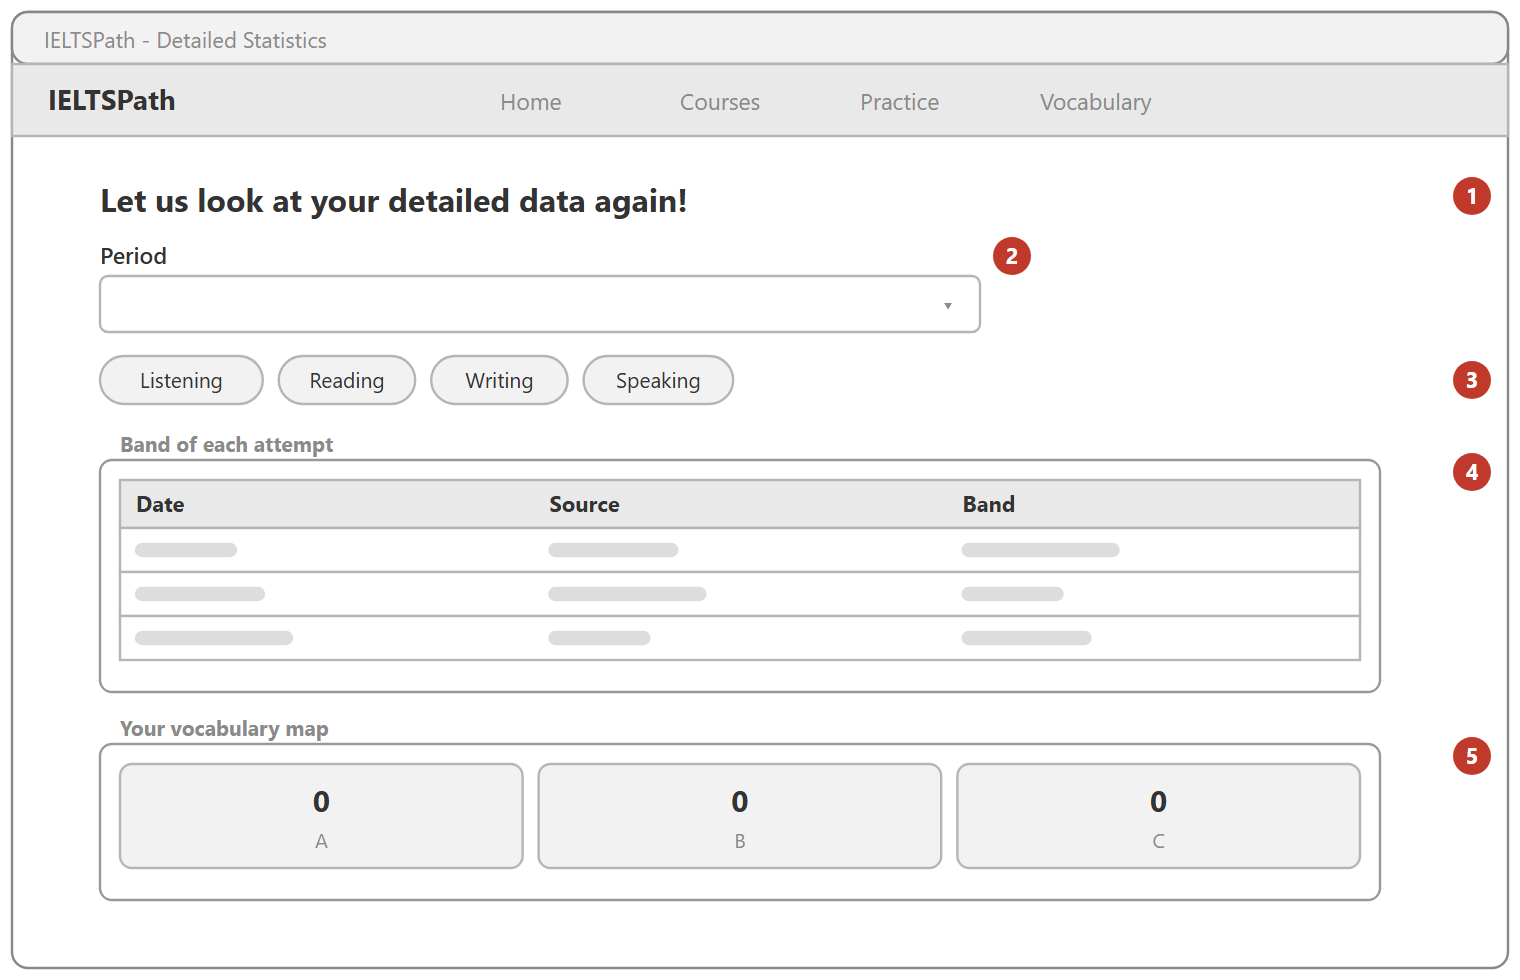 IELTSPath - Detailed Statistics
IELTSPath Home Courses Practice Vocabulary
Let us look at your detailed data again! 1
Period 2
▾
Listening Reading Writing Speaking 3
Band of each attempt
4
Date Source Band
Your vocabulary map
5
0 0 0
A B C